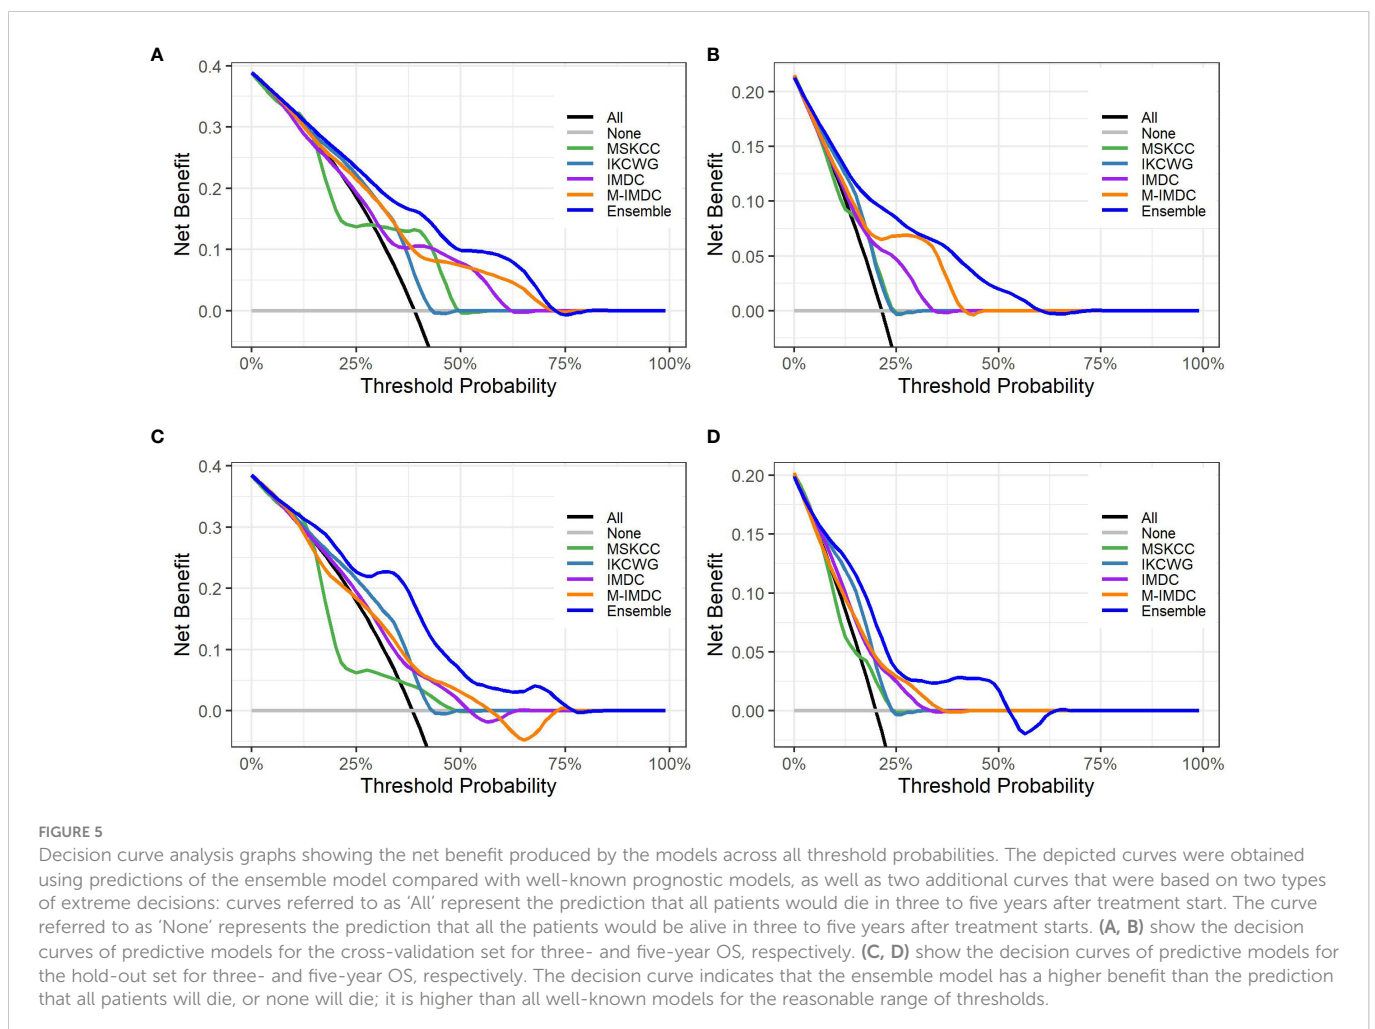 A
0.4
0.3
0.2
0.1
0.0
Net Benefit
0%
25%
50%
75%
100%
Threshold Probability
All
None
MSKCC
IKCWG
IMDC
M-IMDC
Ensemble
B
0.20
0.15
0.10
0.05
0.00
Net Benefit
0%
25%
50%
75%
100%
Threshold Probability
All
None
MSKCC
IKCWG
IMDC
M-IMDC
Ensemble
C
0.4
0.3
0.2
0.1
0.0
Net Benefit
0%
25%
50%
75%
100%
Threshold Probability
All
None
MSKCC
IKCWG
IMDC
M-IMDC
Ensemble
D
0.20
0.15
0.10
0.05
0.00
Net Benefit
0%
25%
50%
75%
100%
Threshold Probability
All
None
MSKCC
IKCWG
IMDC
M-IMDC
Ensemble
FIGURE 5
Decision curve analysis graphs showing the net benefit produced by the models across all threshold probabilities. The depicted curves were obtained
using predictions of the ensemble model compared with well-known prognostic models, as well as two additional curves that were based on two types
of extreme decisions: curves referred to as ‘All’ represent the prediction that all patients would die in three to five years after treatment start. The curve
referred to as ‘None’ represents the prediction that all the patients would be alive in three to five years after treatment starts. (A, B) show the decision
curves of predictive models for the cross-validation set for three- and five-year OS, respectively. (C, D) show the decision curves of predictive models for
the hold-out set for three- and five-year OS, respectively. The decision curve indicates that the ensemble model has a higher benefit than the prediction
that all patients will die, or none will die; it is higher than all well-known models for the reasonable range of thresholds.